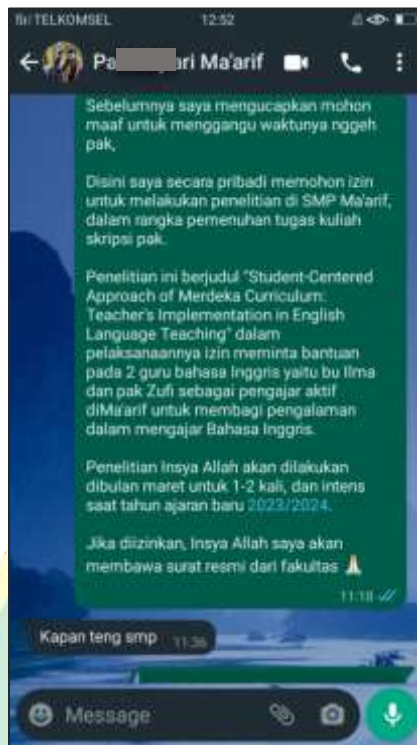 TELKOMSEL 12:52
Pa ari Ma'arif
Sebelumnya saya mengucapkan mohon
maaf untuk menggangu waktunya nggeh
pak,
Disini saya secara pribadi memohon izin
untuk melakukan penelitian di SMP Ma'arif,
dalam rangka pemenuhan tugas kuliah
skripsi pak.
Penelitian ini berjudul "Student-Centered
Approach of Merdeka Curriculum:
Teacher's Implementation in English
Language Teaching" dalam
pelaksanaannya izin meminta bantuan
pada 2 guru bahasa Inggris yaitu bu Ilma
dan pak Zufi sebagai pengajar aktif
diMa'arif untuk membagi pengalaman
dalam mengajar Bahasa Inggris.
Penelitian Insya Allah akan dilakukan
dibulan maret untuk 1-2 kali, dan intens
saat tahun ajaran baru 2023/2024.
Jika diizinkan, Insya Allah saya akan
membawa surat resmi dari fakultas 🙏
11:18
Kapan teng smp 11:36
Message